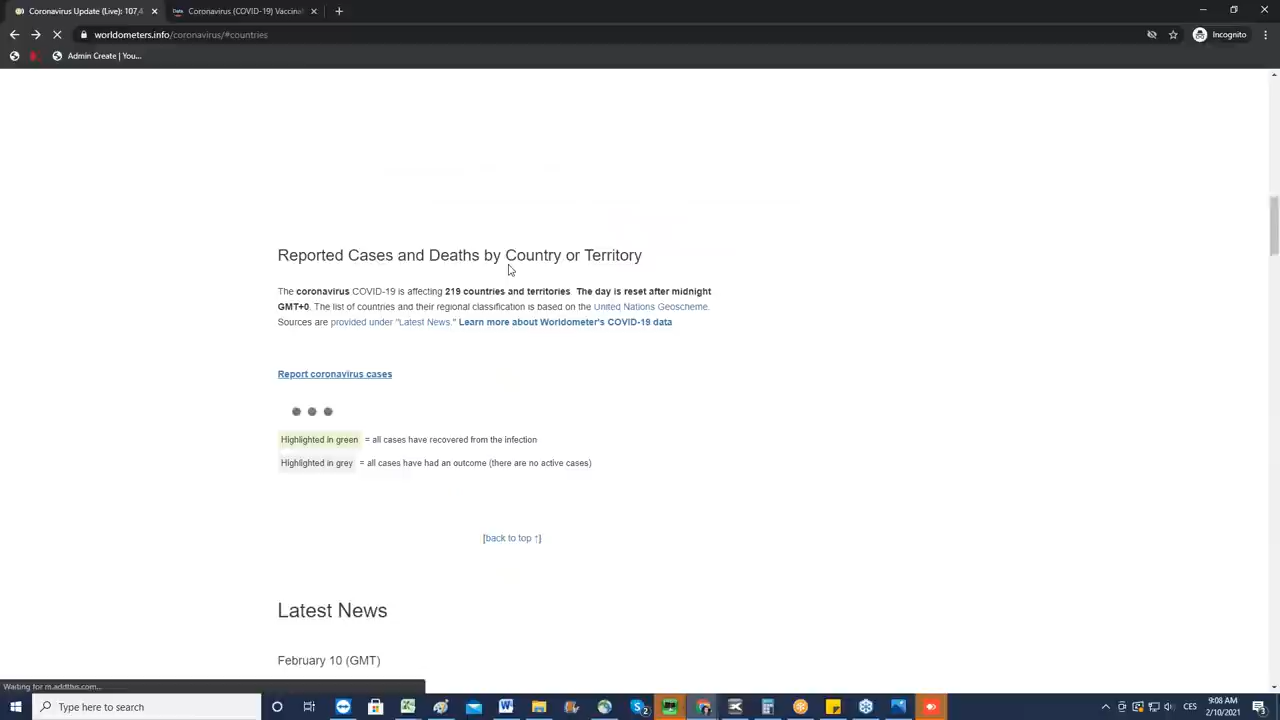 Coronavirus Update (Live): 107,4
Coronavirus (COVID-19) Vaccinat
worldometers.info/coronavirus/#countries
Incognito
Admin Create | You...
Reported Cases and Deaths by Country or Territory
The coronavirus COVID-19 is affecting 219 countries and territories. The day is reset after midnight
GMT+0. The list of countries and their regional classification is based on the United Nations Geoscheme.
Sources are provided under "Latest News." Learn more about Worldometer's COVID-19 data
Report coronavirus cases
Highlighted in green = all cases have recovered from the infection
Highlighted in grey = all cases have had an outcome (there are no active cases)
[back to top ↑]
Latest News
February 10 (GMT)
Waiting for m.addthis.com...
Type here to search
CES
9:08 AM
2/10/2021